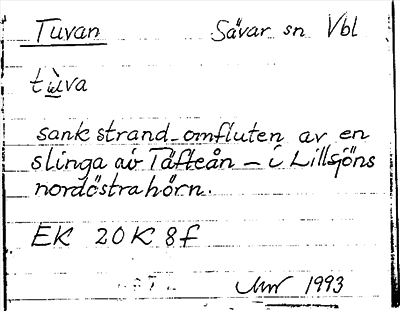 Tuvan Sävar sn Vbl
tùva
sank strand - omfluten av en
slinga av Täfteån - i Lillsjöns
nordöstra hörn.
EK 20K 8f
1993